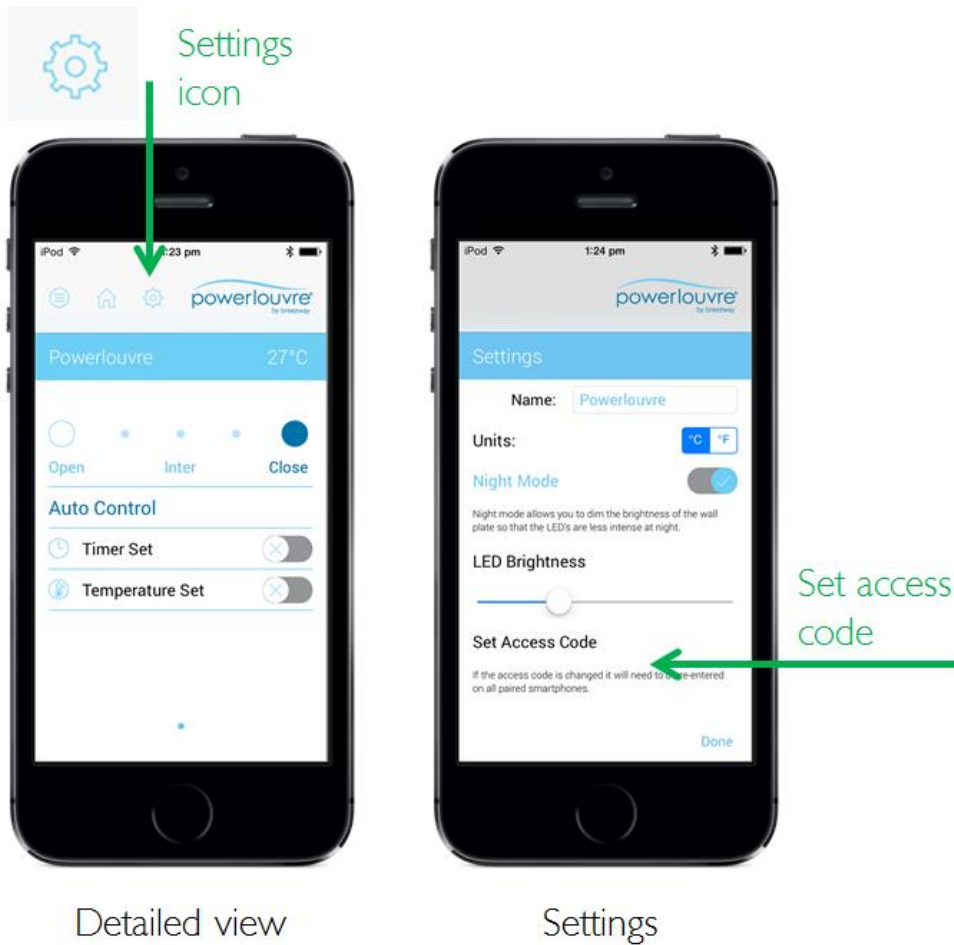 Settings
icon
iPod 1:23 pm
powerlouvre
by breezway
Powerlouvre 27°C
Open Inter Close
Auto Control
Timer Set
Temperature Set
Detailed view
iPod 1:24 pm
powerlouvre
by breezway
Settings
Name: Powerlouvre
Units: °C °F
Night Mode
Night mode allows you to dim the brightness of the wall
plate so that the LED's are less intense at night.
LED Brightness
Set Access Code
If the access code is changed it will need to be re-entered
on all paired smartphones.
Done
Set access
code
Settings